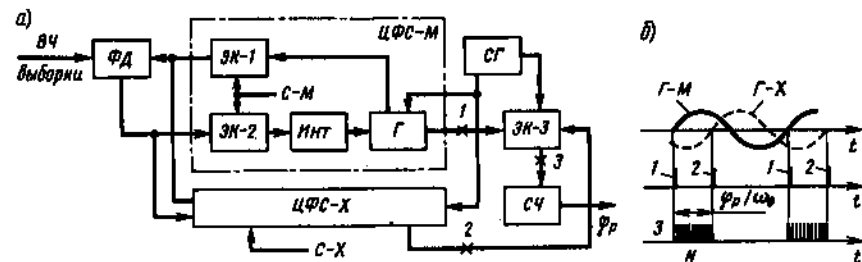 а)
ВЧ
выборки
ФД
ЭК-1
ЦФС-М
С-М
ЭК-2
Инт
Г
1
СГ
ЭК-3
3
СЧ
φр
ЦФС-Х
2
С-Х
б)
Г-М
Г-Х
t
1
2
1
2
t
φр/ω0
3
N
t